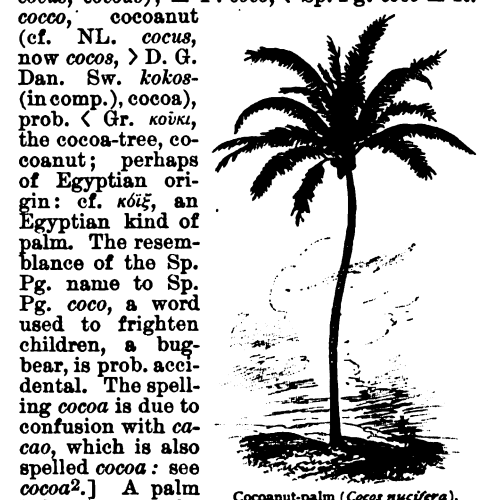 cocco, cocoanut
(cf. NL. cocus,
now cocos, > D. G.
Dan. Sw. kokos-
(in comp.), cocoa),
prob. < Gr. κοῦκι,
the cocoa-tree, co-
coanut; perhaps
of Egyptian ori-
gin: cf. κόϊξ, an
Egyptian kind of
palm. The resem-
blance of the Sp.
Pg. name to Sp.
Pg. coco, a word
used to frighten
children, a bug-
bear, is prob. acci-
dental. The spell-
ing cocoa is due to
confusion with ca-
cao, which is also
spelled cocoa: see
cocoa2.] A palm
Cocoanut-palm (Cocos nucifera).